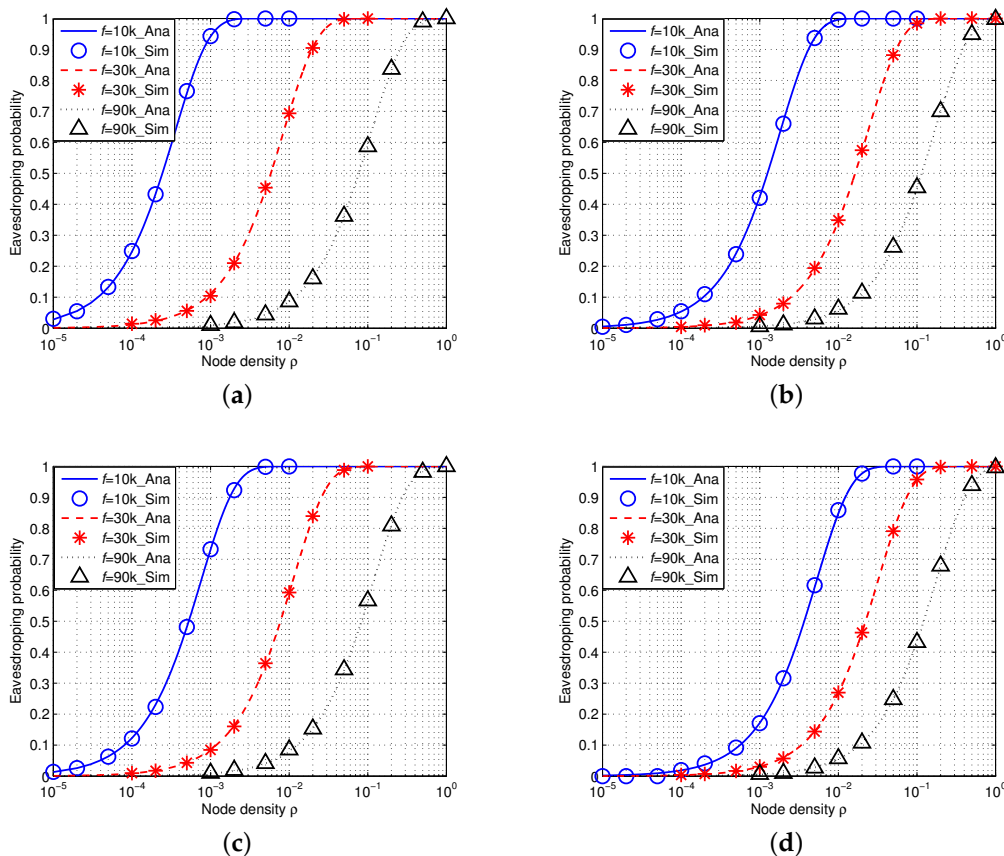 1
0.9
0.8
0.7
0.6
0.5
0.4
0.3
0.2
0.1
0
Eavesdropping probability
f=10k_Ana
f=10k_Sim
f=30k_Ana
f=30k_Sim
f=90k_Ana
f=90k_Sim
10⁻⁵ 10⁻⁴ 10⁻³ 10⁻² 10⁻¹ 10⁰
Node density ρ
(a)
1
0.9
0.8
0.7
0.6
0.5
0.4
0.3
0.2
0.1
0
Eavesdropping probability
f=10k_Ana
f=10k_Sim
f=30k_Ana
f=30k_Sim
f=90k_Ana
f=90k_Sim
10⁻⁵ 10⁻⁴ 10⁻³ 10⁻² 10⁻¹ 10⁰
Node density ρ
(b)
1
0.9
0.8
0.7
0.6
0.5
0.4
0.3
0.2
0.1
0
Eavesdropping probability
f=10k_Ana
f=10k_Sim
f=30k_Ana
f=30k_Sim
f=90k_Ana
f=90k_Sim
10⁻⁵ 10⁻⁴ 10⁻³ 10⁻² 10⁻¹ 10⁰
Node density ρ
(c)
1
0.9
0.8
0.7
0.6
0.5
0.4
0.3
0.2
0.1
0
Eavesdropping probability
f=10k_Ana
f=10k_Sim
f=30k_Ana
f=30k_Sim
f=90k_Ana
f=90k_Sim
10⁻⁵ 10⁻⁴ 10⁻³ 10⁻² 10⁻¹ 10⁰
Node density ρ
(d)